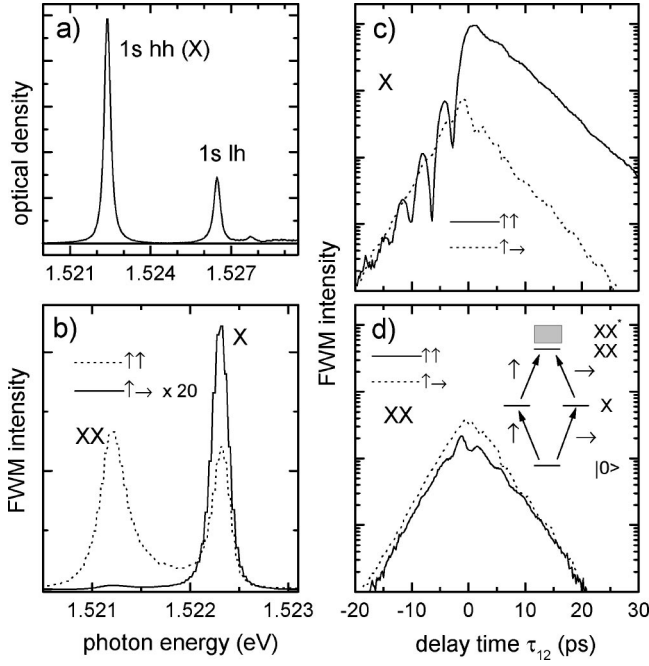 a)
1s hh (X)
1s lh
optical density
1.521 1.524 1.527
b)
↑↑
↑→ x 20
XX
X
FWM intensity
1.521 1.522 1.523
photon energy (eV)
c)
X
↑↑
↑→
FWM intensity
d)
↑↑
↑→
XX
XX*
XX
↑ →
X
↑ →
|0>
-20 -10 0 10 20 30
delay time τ12 (ps)